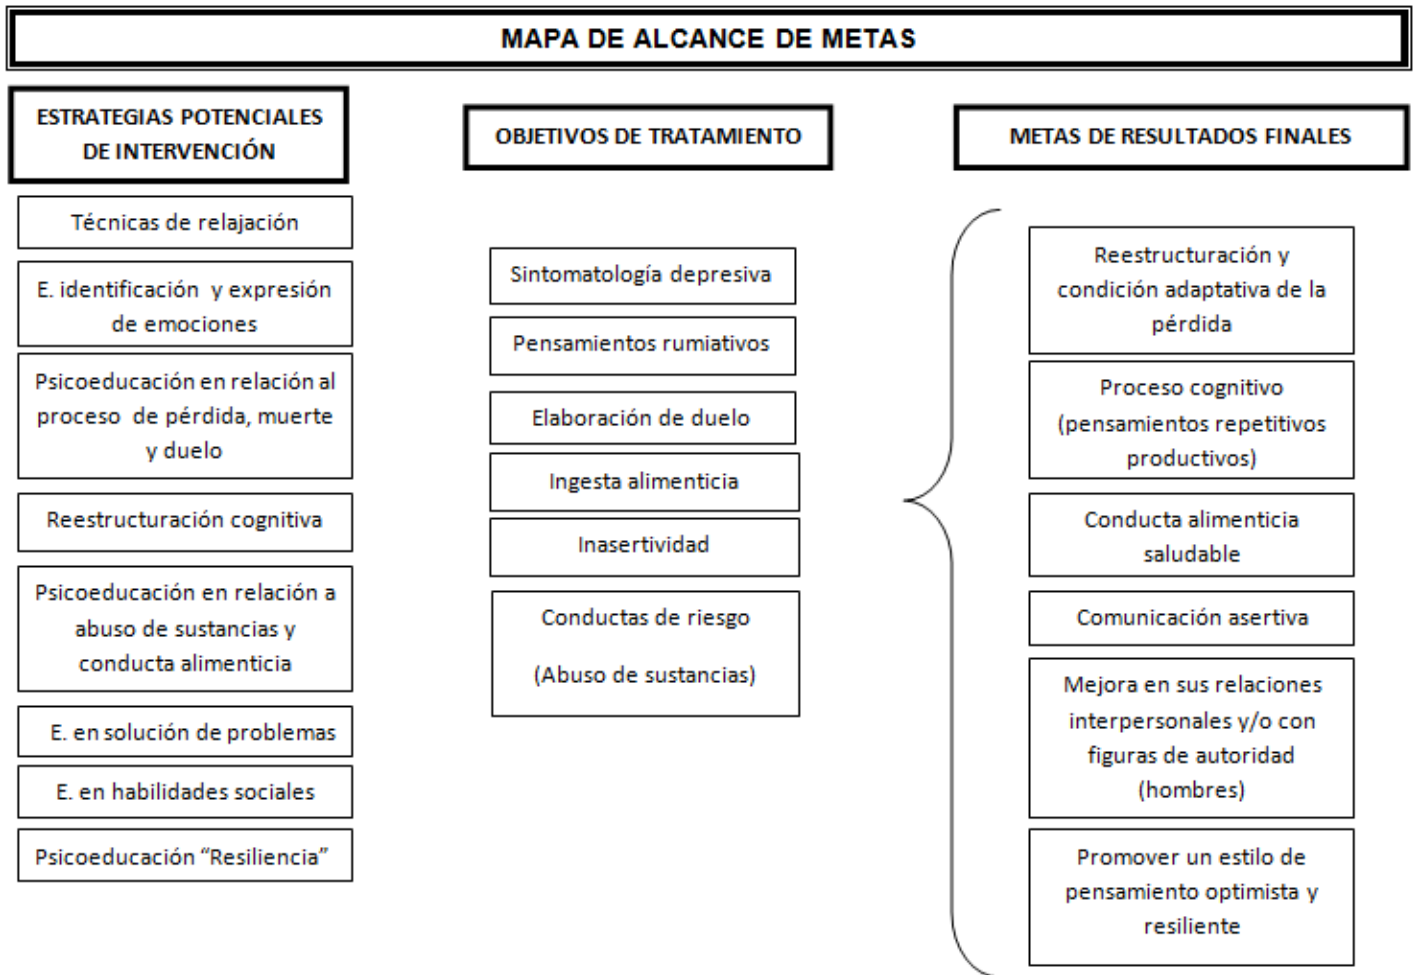 MAPA DE ALCANCE DE METAS
ESTRATEGIAS POTENCIALES
DE INTERVENCIÓN
Técnicas de relajación
E. identificación y expresión
de emociones
Psicoeducación en relación al
proceso de pérdida, muerte
y duelo
Reestructuración cognitiva
Psicoeducación en relación a
abuso de sustancias y
conducta alimenticia
E. en solución de problemas
E. en habilidades sociales
Psicoeducación “Resiliencia”
OBJETIVOS DE TRATAMIENTO
Sintomatología depresiva
Pensamientos rumiativos
Elaboración de duelo
Ingesta alimenticia
Inasertividad
Conductas de riesgo
(Abuso de sustancias)
METAS DE RESULTADOS FINALES
Reestructuración y
condición adaptativa de la
pérdida
Proceso cognitivo
(pensamientos repetitivos
productivos)
Conducta alimenticia
saludable
Comunicación asertiva
Mejora en sus relaciones
interpersonales y/o con
figuras de autoridad
(hombres)
Promover un estilo de
pensamiento optimista y
resiliente